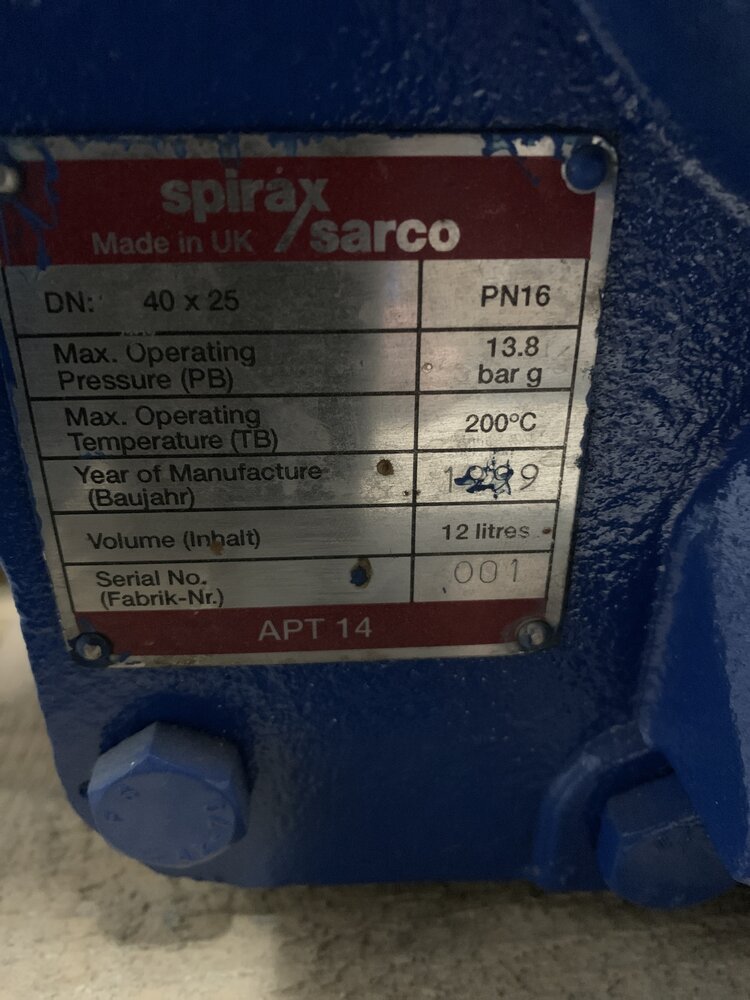 spirax
Made in UK /sarco
DN: 40 x 25 PN16
Max. Operating
Pressure (PB) 13.8
bar g
Max. Operating
Temperature (TB) 200°C
Year of Manufacture
(Baujahr) 1999
Volume (Inhalt) 12 litres
Serial No.
(Fabrik-Nr.) 001
APT 14